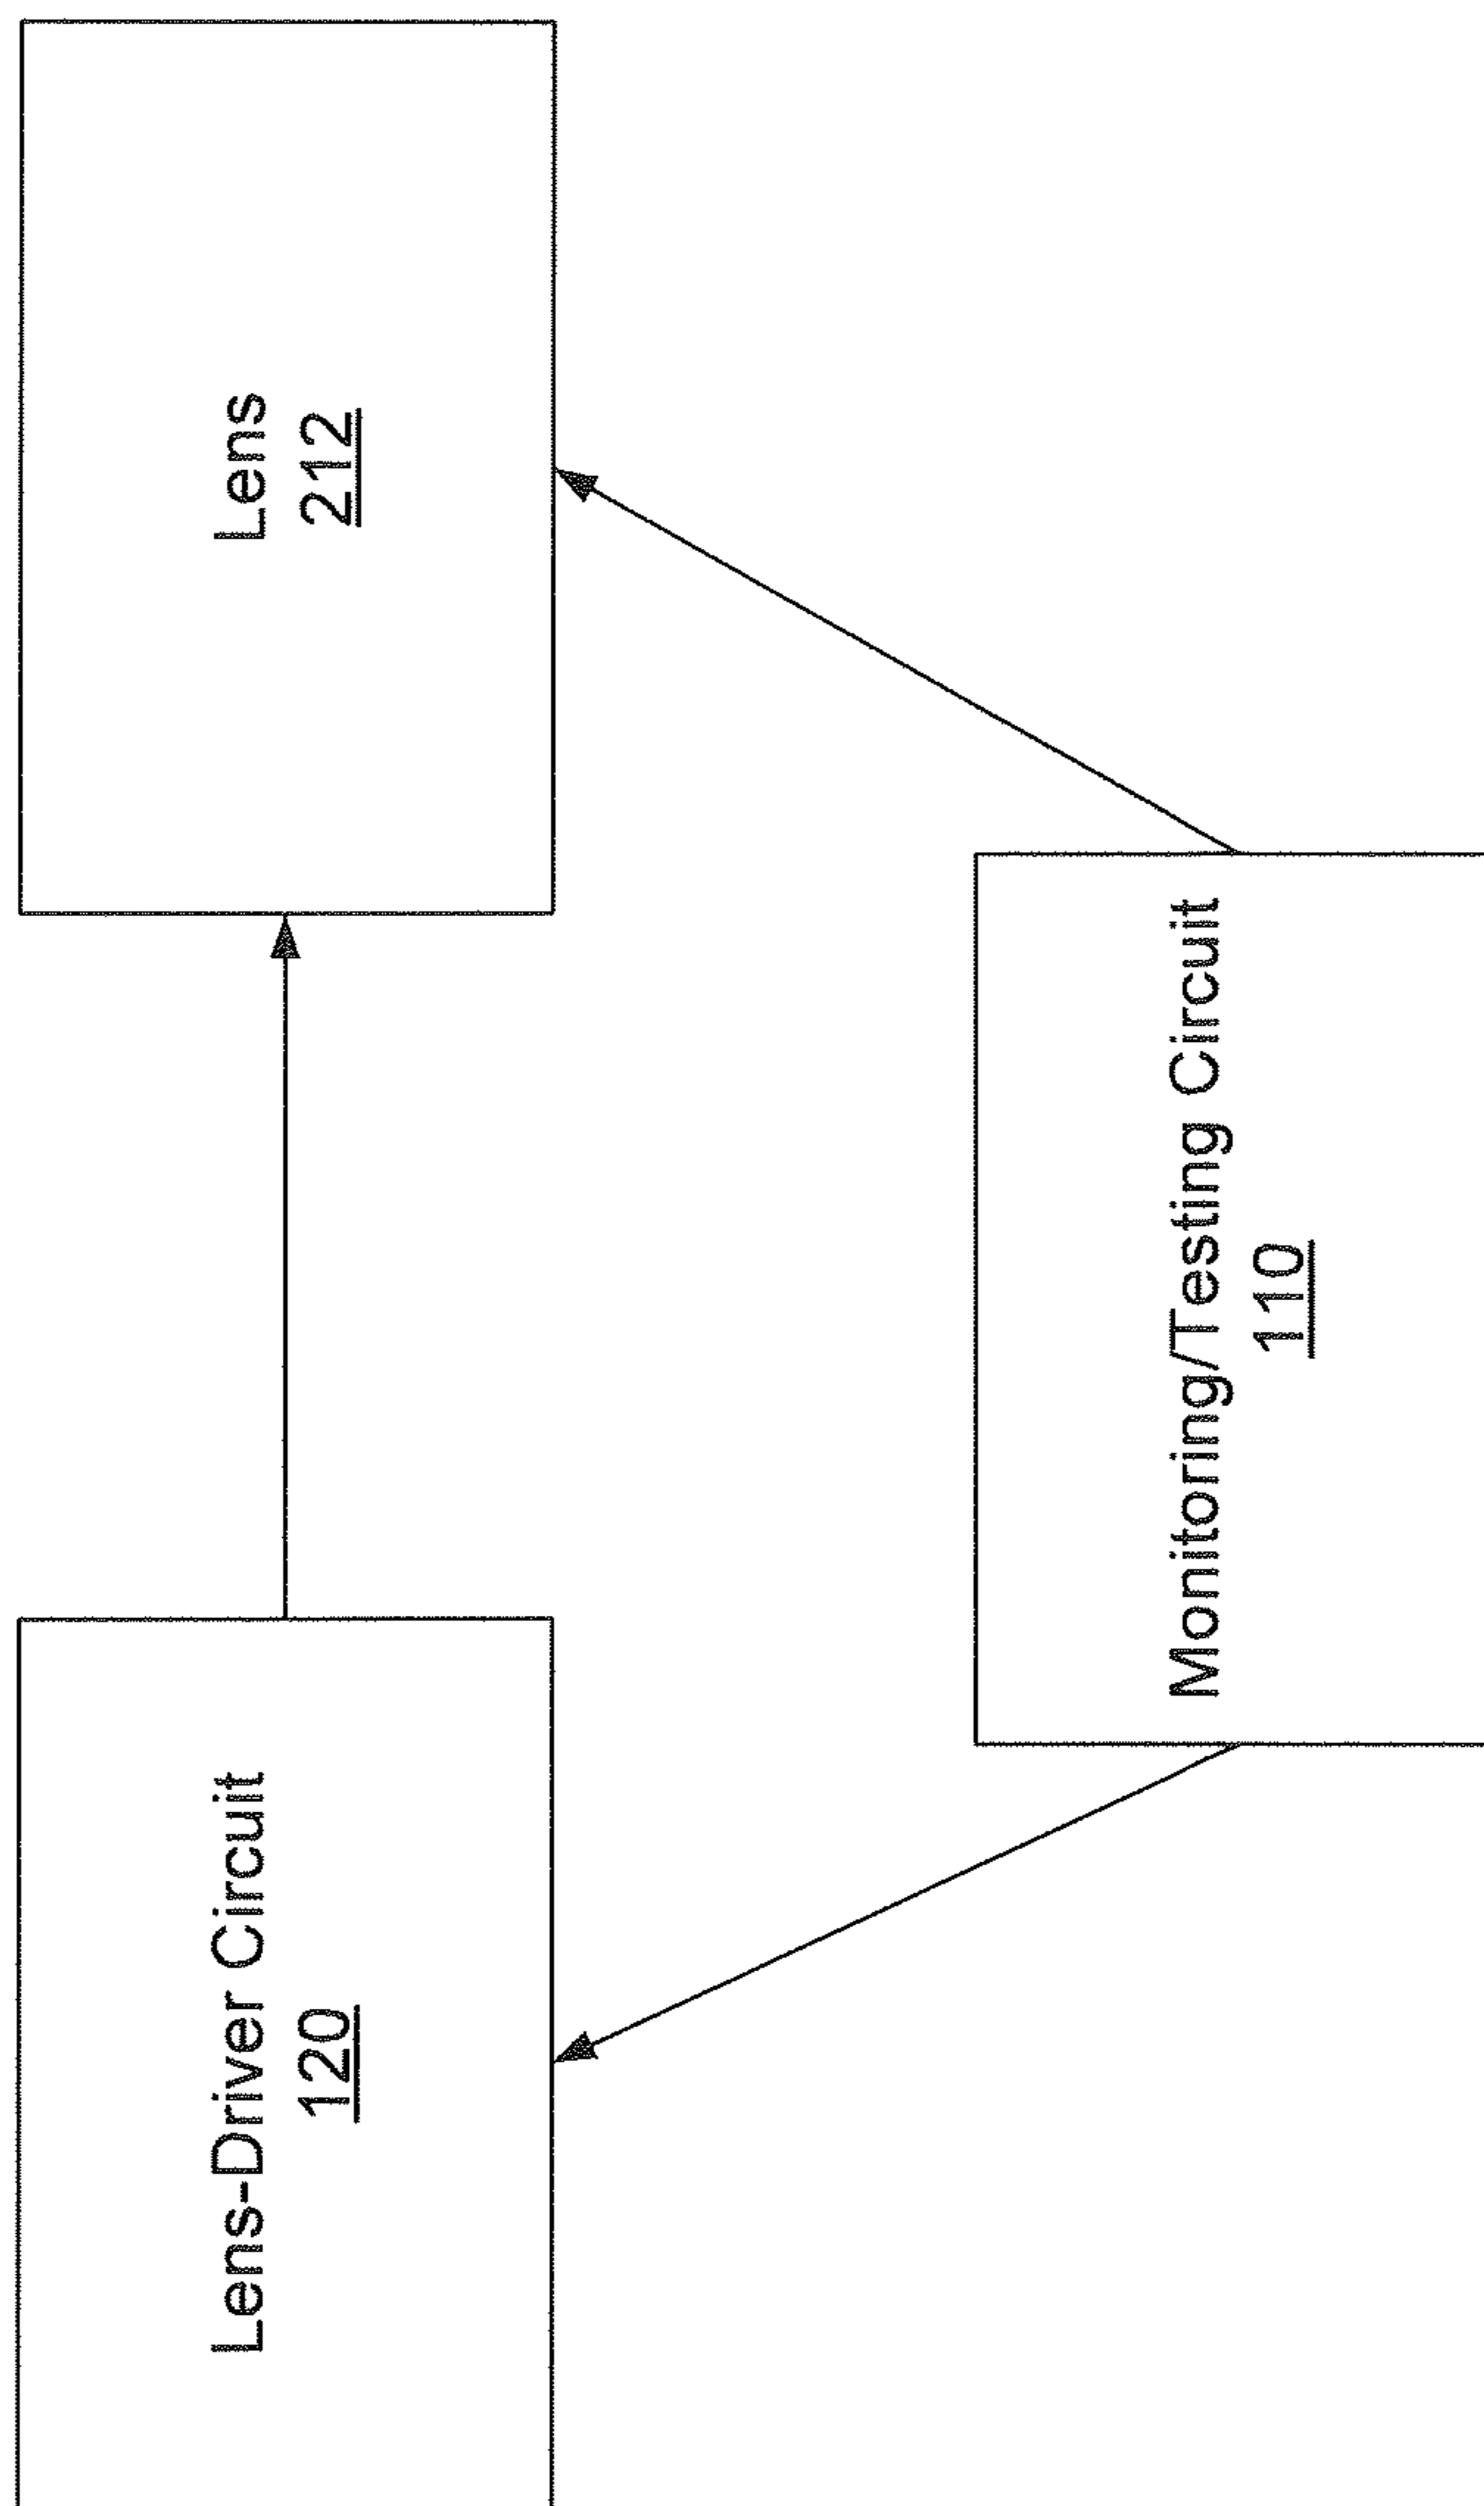 Lens-Driver Circuit
120
Lens
212
Monitoring/Testing Circuit
110